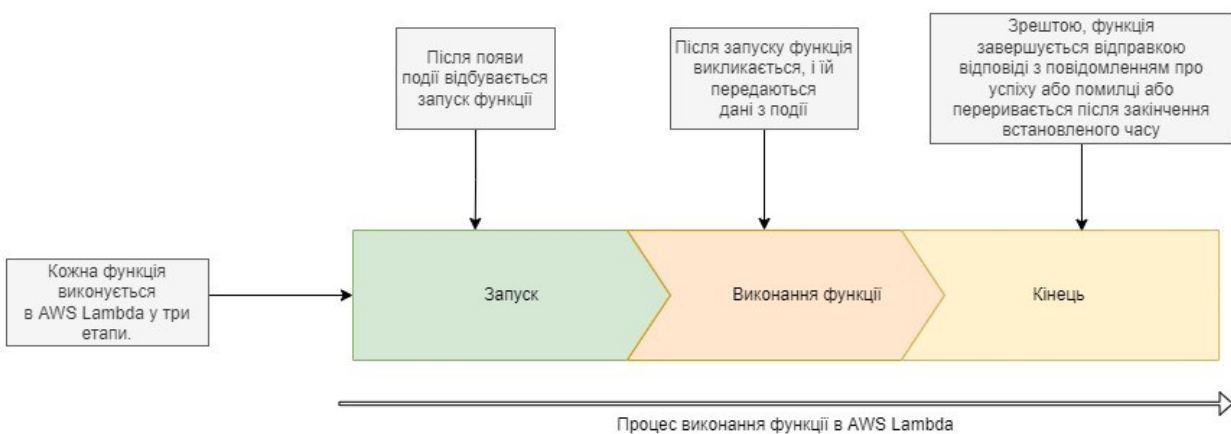 Після появи
події відбувається
запуск функції
Після запуску функція
викликається, і їй
передаються
дані з події
Зрештою, функція
завершується відправкою
відповіді з повідомленням про
успіху або помилці або
переривається після закінчення
встановленого часу
Кожна функція
виконується
в AWS Lambda у три
етапи.
Запуск
Виконання функції
Кінець
Процес виконання функції в AWS Lambda